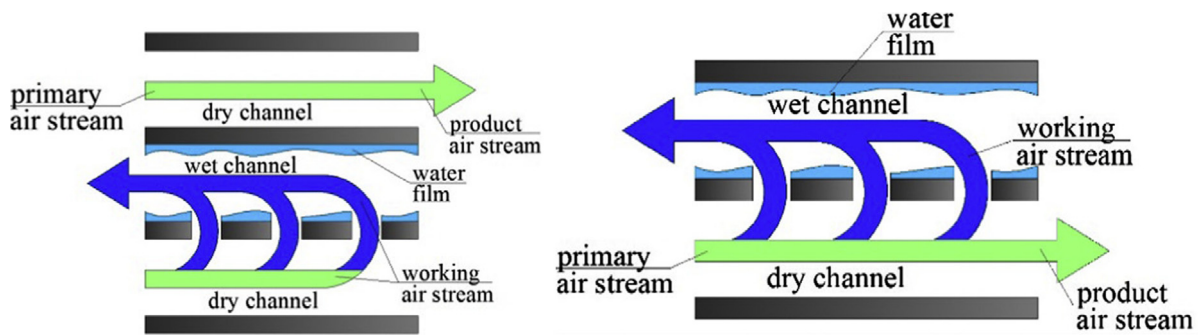 primary
air stream
dry channel
product
air stream
wet channel
water
film
working
air stream
dry channel
water
film
wet channel
working
air stream
primary
air stream
dry channel
product
air stream